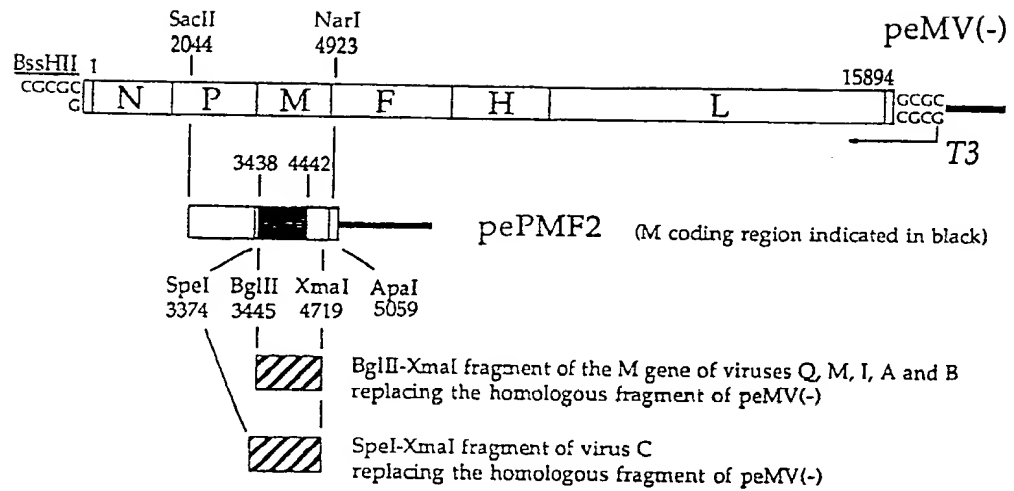 SacII NarI peMV(-)
2044 4923
BssHII 1 15894
CGCGC N P M F H L GCGC
G CGCG
T3
3438 4442
pePMF2 (M coding region indicated in black)
SpeI BglII XmaI ApaI
3374 3445 4719 5059
BglII-XmaI fragment of the M gene of viruses Q, M, I, A and B
replacing the homologous fragment of peMV(-)
SpeI-XmaI fragment of virus C
replacing the homologous fragment of peMV(-)